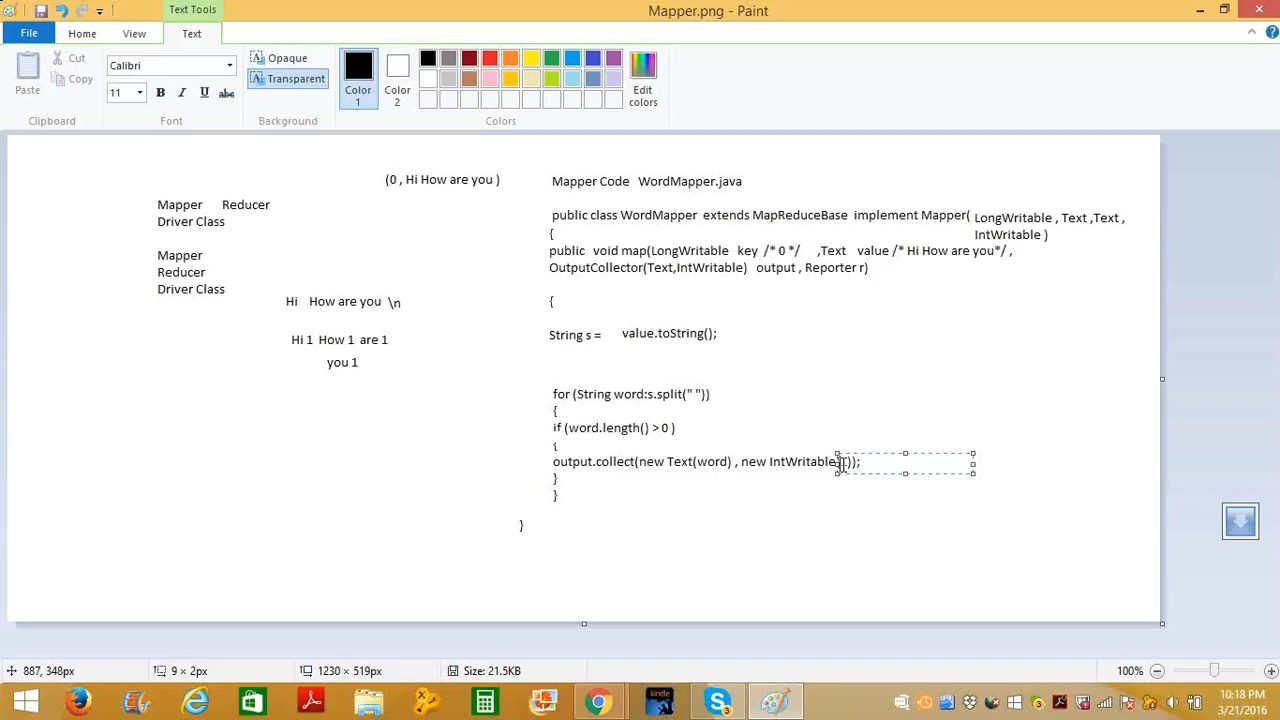 Text Tools
Mapper.png - Paint
File Home View Text
Paste
Cut
Copy
Clipboard
Calibri
11 B I U abc
Font
Opaque
Transparent
Background
Color 1
Color 2
Edit colors
Colors
(0 , Hi How are you )
Mapper Reducer
Driver Class
Mapper
Reducer
Driver Class
Hi How are you \n
Hi 1 How 1 are 1
you 1
Mapper Code WordMapper.java
public class WordMapper extends MapReduceBase implement Mapper( LongWritable , Text ,Text ,
IntWritable )
{
public void map(LongWritable key /* 0 */ ,Text value /* Hi How are you*/ ,
OutputCollector(Text,IntWritable) output , Reporter r)
{
String s = value.toString();
for (String word:s.split(" "))
{
if (word.length() > 0 )
{
output.collect(new Text(word) , new IntWritable
}
}
}
887, 348px
9 × 2px
1230 × 519px
Size: 21.5KB
100%
kindle
10:18 PM
3/21/2016